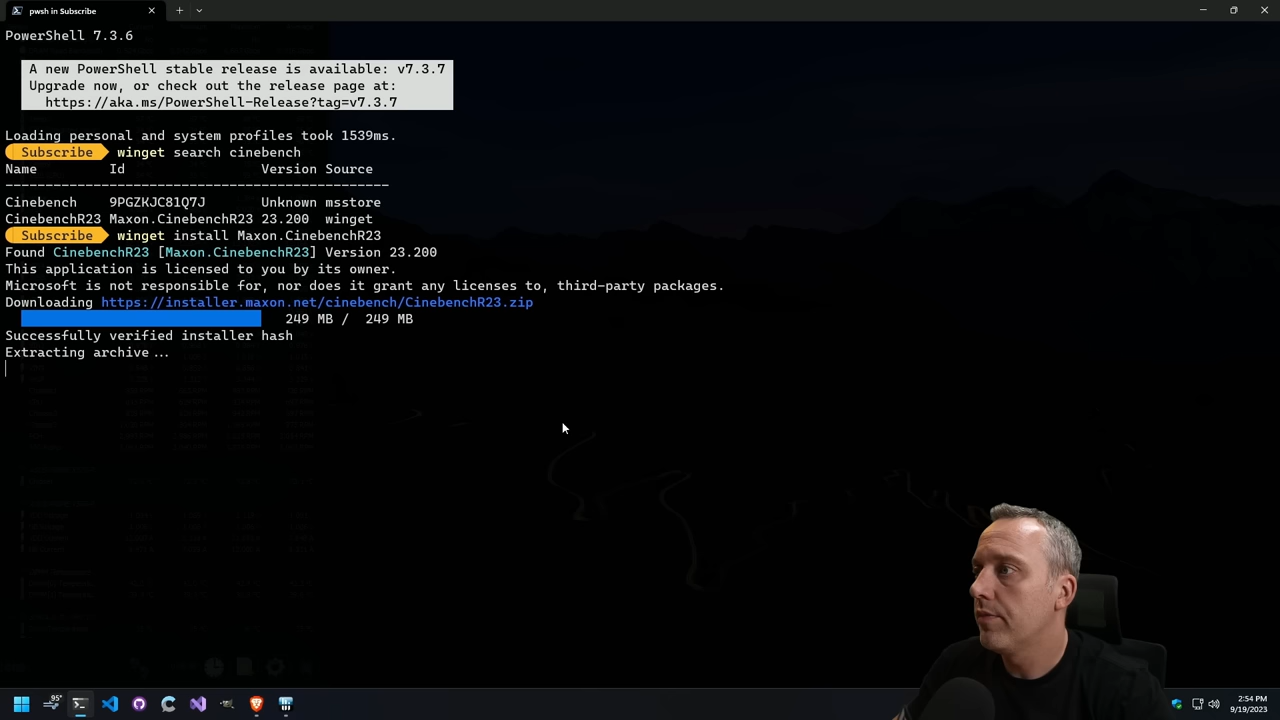 pwsh in Subscribe
PowerShell 7.3.6
A new PowerShell stable release is available: v7.3.7
Upgrade now, or check out the release page at:
https://aka.ms/PowerShell-Release?tag=v7.3.7
Loading personal and system profiles took 1539ms.
Subscribe winget search cinebench
Name Id Version Source
-----------------------------------------------
Cinebench 9PGZKJC81Q7J Unknown msstore
CinebenchR23 Maxon.CinebenchR23 23.200 winget
Subscribe winget install Maxon.CinebenchR23
Found CinebenchR23 [Maxon.CinebenchR23] Version 23.200
This application is licensed to you by its owner.
Microsoft is not responsible for, nor does it grant any licenses to, third-party packages.
Downloading https://installer.maxon.net/cinebench/CinebenchR23.zip
249 MB / 249 MB
Successfully verified installer hash
Extracting archive...
95°
2:54 PM
9/19/2023